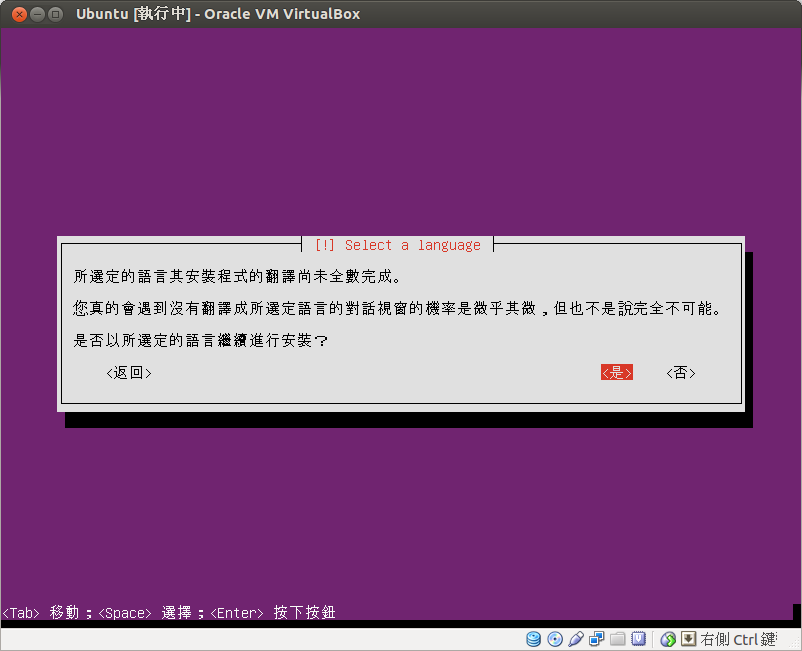 Ubuntu [執行中] - Oracle VM VirtualBox
[!] Select a language
所選定的語言其安裝程式的翻譯尚未全數完成。
您真的會遇到沒有翻譯成所選定語言的對話視窗的機率是微乎其微，但也不是說完全不可能。
是否以所選定的語言繼續進行安裝？
<返回> <是> <否>
<Tab> 移動；<Space> 選擇；<Enter> 按下按鈕
右側 Ctrl 鍵